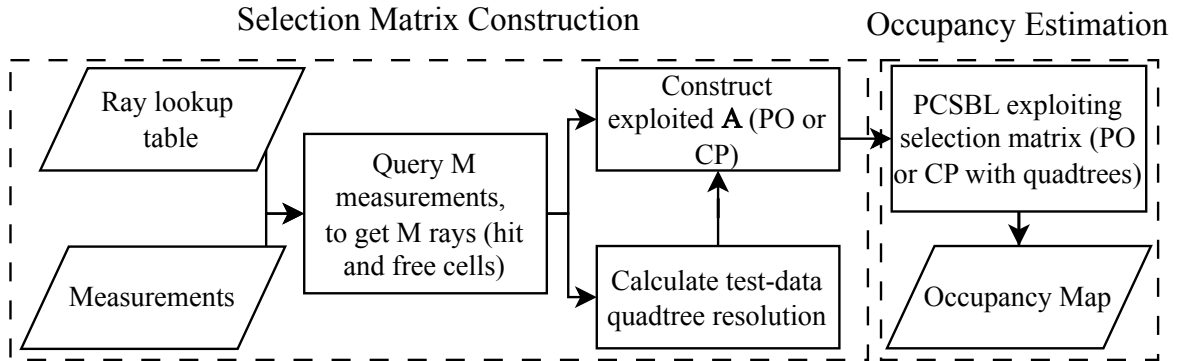 Selection Matrix Construction
Occupancy Estimation
Ray lookup
table
Measurements
Query M
measurements,
to get M rays (hit
and free cells)
Construct
exploited A (PO or
CP)
Calculate test-data
quadtree resolution
PCSBL exploiting
selection matrix (PO
or CP with quadtrees)
Occupancy Map